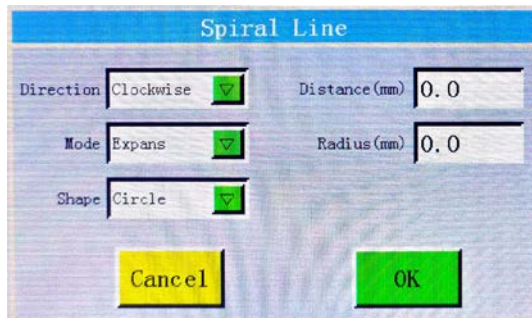 Spiral Line
Direction Clockwise Distance(mm) 0.0
Mode Expans Radius(mm) 0.0
Shape Circle
Cancel OK